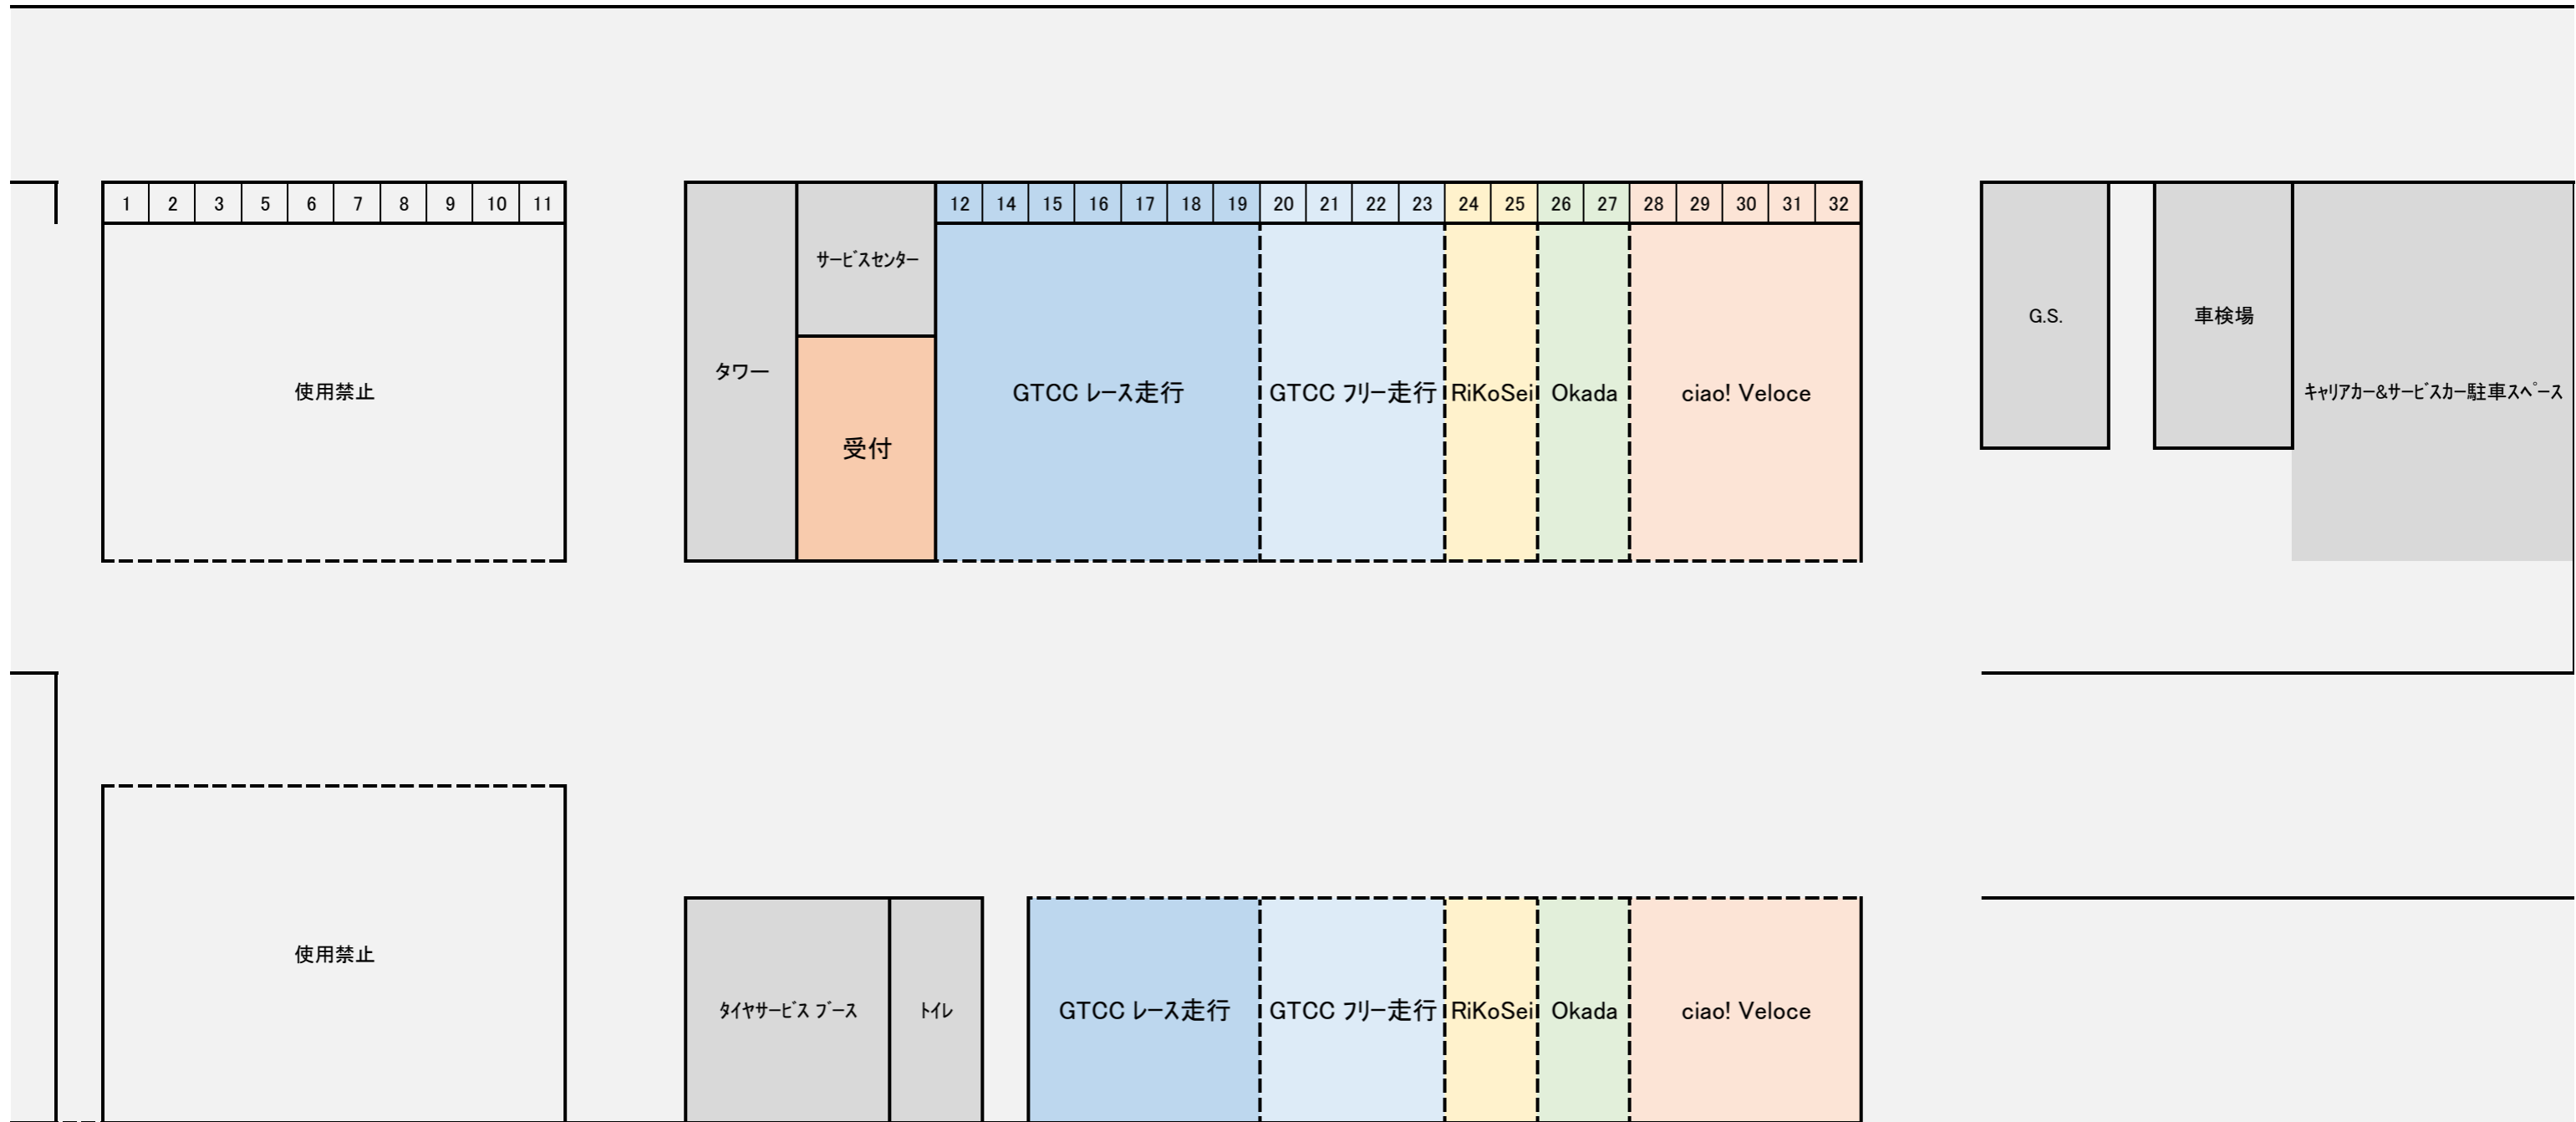 1 2 3 5 6 7 8 9 10 11
12 14 15 16 17 18 19 20 21 22 23 24 25 26 27 28 29 30 31 32
ｻｰﾋﾞｽｾﾝﾀｰ
G.S.
車検場
タワー
使用禁止
GTCC ﾚｰｽ走行
GTCC ﾌﾘｰ走行
RiKoSei
Okada
ciao! Veloce
ｷｬﾘｱｶｰ&ｻｰﾋﾞｽｶｰ駐車ｽﾍﾟｰｽ
受付
使用禁止
ﾀｲﾔｻｰﾋﾞｽ ﾌﾞｰｽ
ﾄｲﾚ
GTCC ﾚｰｽ走行
GTCC ﾌﾘｰ走行
RiKoSei
Okada
ciao! Veloce